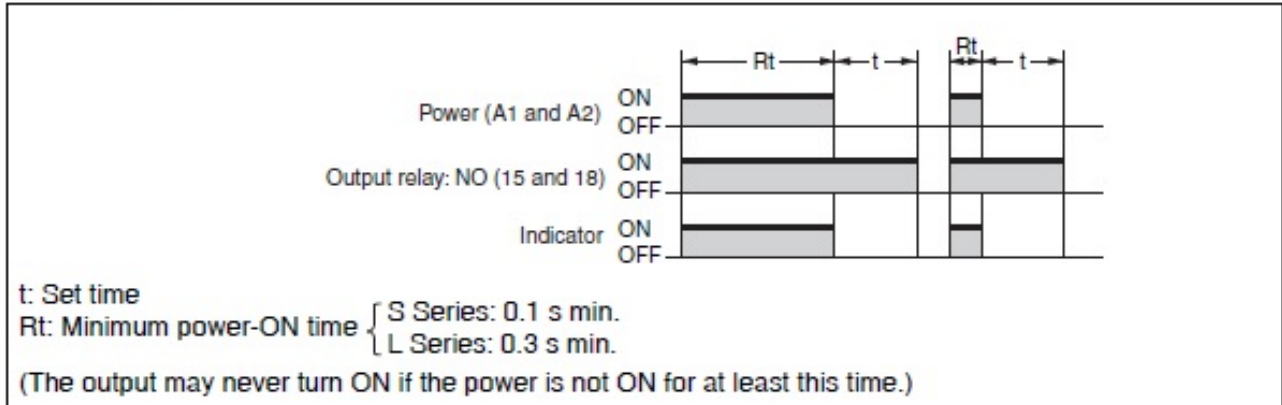 Rt t Rt t
Power (A1 and A2) ON
OFF
Output relay: NO (15 and 18) ON
OFF
Indicator ON
OFF
t: Set time
Rt: Minimum power-ON time { S Series: 0.1 s min.
L Series: 0.3 s min.
(The output may never turn ON if the power is not ON for at least this time.)